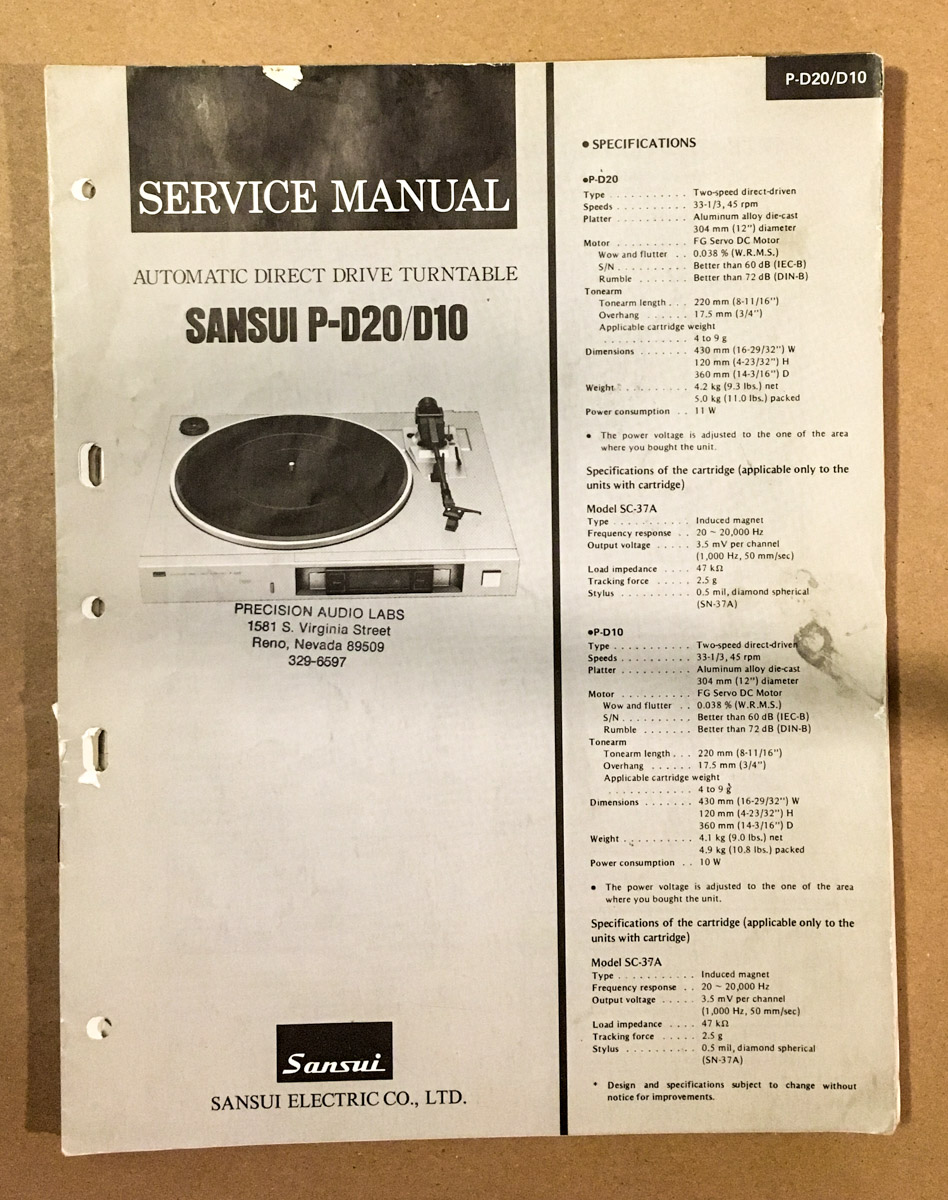 SERVICE MANUAL
AUTOMATIC DIRECT DRIVE TURNTABLE
SANSUI P-D20/D10
PRECISION AUDIO LABS
1581 S. Virginia Street
Reno, Nevada 89509
329-6597
Sansui
SANSUI ELECTRIC CO., LTD.
P-D20/D10
● SPECIFICATIONS
●P-D20
Type . . . . . . . . . . Two-speed direct-driven
Speeds . . . . . . . . . 33-1/3, 45 rpm
Platter . . . . . . . . . . Aluminum alloy die-cast
304 mm (12") diameter
Motor . . . . . . . . . . FG Servo DC Motor
Wow and flutter . . 0.038 % (W.R.M.S.)
S/N . . . . . . . . . . Better than 60 dB (IEC-B)
Rumble . . . . . . . Better than 72 dB (DIN-B)
Tonearm
Tonearm length . . . 220 mm (8-11/16")
Overhang . . . . . . 17.5 mm (3/4")
Applicable cartridge weight
. . . . . . . . . . . . 4 to 9 g
Dimensions . . . . . . . 430 mm (16-29/32") W
120 mm (4-23/32") H
360 mm (14-3/16") D
Weight . . . . . . . . . 4.2 kg (9.3 lbs.) net
5.0 kg (11.0 lbs.) packed
Power consumption . . 11 W
● The power voltage is adjusted to the one of the area
where you bought the unit.
Specifications of the cartridge (applicable only to the
units with cartridge)
Model SC-37A
Type . . . . . . . . . . Induced magnet
Frequency response . . 20 ~ 20,000 Hz
Output voltage . . . . . 3.5 mV per channel
(1,000 Hz, 50 mm/sec)
Load impedance . . . . 47 kΩ
Tracking force . . . . . 2.5 g
Stylus . . . . . . . . . 0.5 mil, diamond spherical
(SN-37A)
●P-D10
Type . . . . . . . . . . Two-speed direct-driven
Speeds . . . . . . . . . 33-1/3, 45 rpm
Platter . . . . . . . . . . Aluminum alloy die-cast
304 mm (12") diameter
Motor . . . . . . . . . . FG Servo DC Motor
Wow and flutter . . 0.038 % (W.R.M.S.)
S/N . . . . . . . . . . Better than 60 dB (IEC-B)
Rumble . . . . . . . Better than 72 dB (DIN-B)
Tonearm
Tonearm length . . . 220 mm (8-11/16")
Overhang . . . . . . 17.5 mm (3/4")
Applicable cartridge weight
. . . . . . . . . . . . 4 to 9 g
Dimensions . . . . . . . 430 mm (16-29/32") W
120 mm (4-23/32") H
360 mm (14-3/16") D
Weight . . . . . . . . . 4.1 kg (9.0 lbs.) net
4.9 kg (10.8 lbs.) packed
Power consumption . . 10 W
● The power voltage is adjusted to the one of the area
where you bought the unit.
Specifications of the cartridge (applicable only to the
units with cartridge)
Model SC-37A
Type . . . . . . . . . . Induced magnet
Frequency response . . 20 ~ 20,000 Hz
Output voltage . . . . . 3.5 mV per channel
(1,000 Hz, 50 mm/sec)
Load impedance . . . . 47 kΩ
Tracking force . . . . . 2.5 g
Stylus . . . . . . . . . 0.5 mil, diamond spherical
(SN-37A)
* Design and specifications subject to change without
notice for improvements.